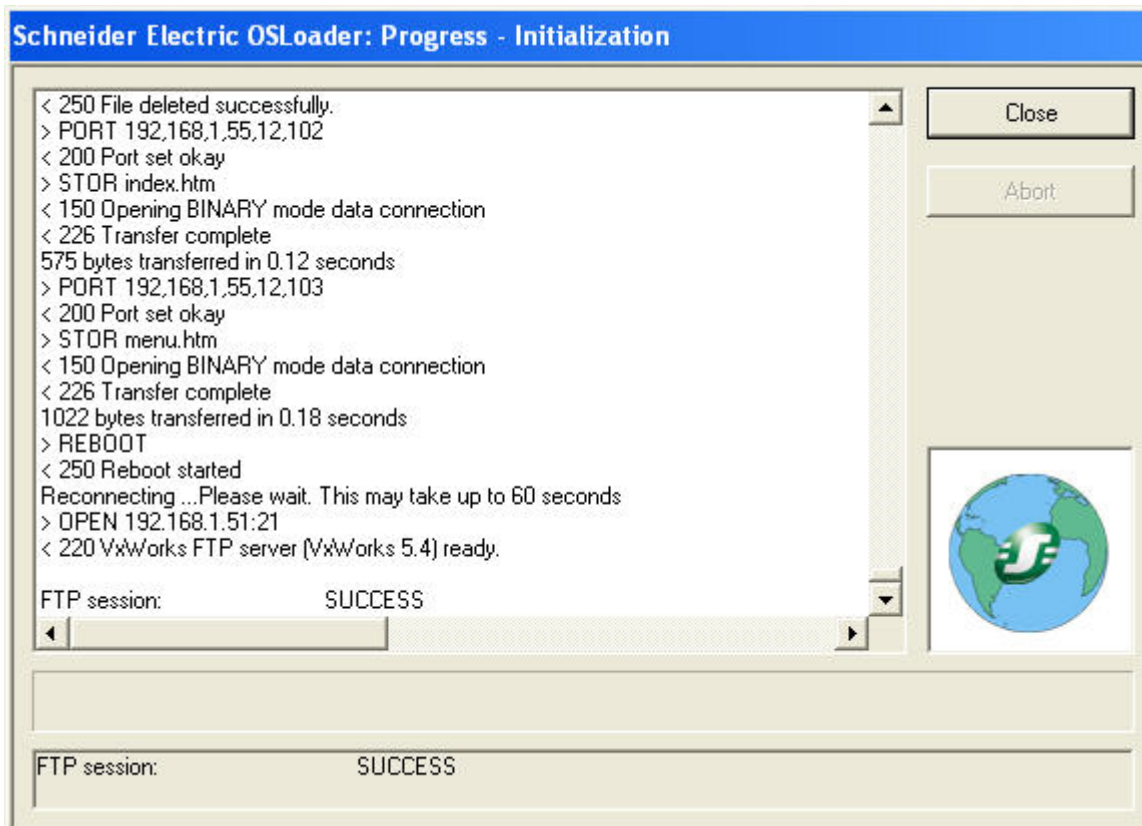 Schneider Electric OSLoader: Progress - Initialization
< 250 File deleted successfully.
> PORT 192,168,1,55,12,102
< 200 Port set okay
> STOR index.htm
< 150 Opening BINARY mode data connection
< 226 Transfer complete
575 bytes transferred in 0.12 seconds
> PORT 192,168,1,55,12,103
< 200 Port set okay
> STOR menu.htm
< 150 Opening BINARY mode data connection
< 226 Transfer complete
1022 bytes transferred in 0.18 seconds
> REBOOT
< 250 Reboot started
Reconnecting ...Please wait. This may take up to 60 seconds
> OPEN 192.168.1.51:21
< 220 VxWorks FTP server (VxWorks 5.4) ready.
FTP session: SUCCESS
Close
Abort
FTP session: SUCCESS